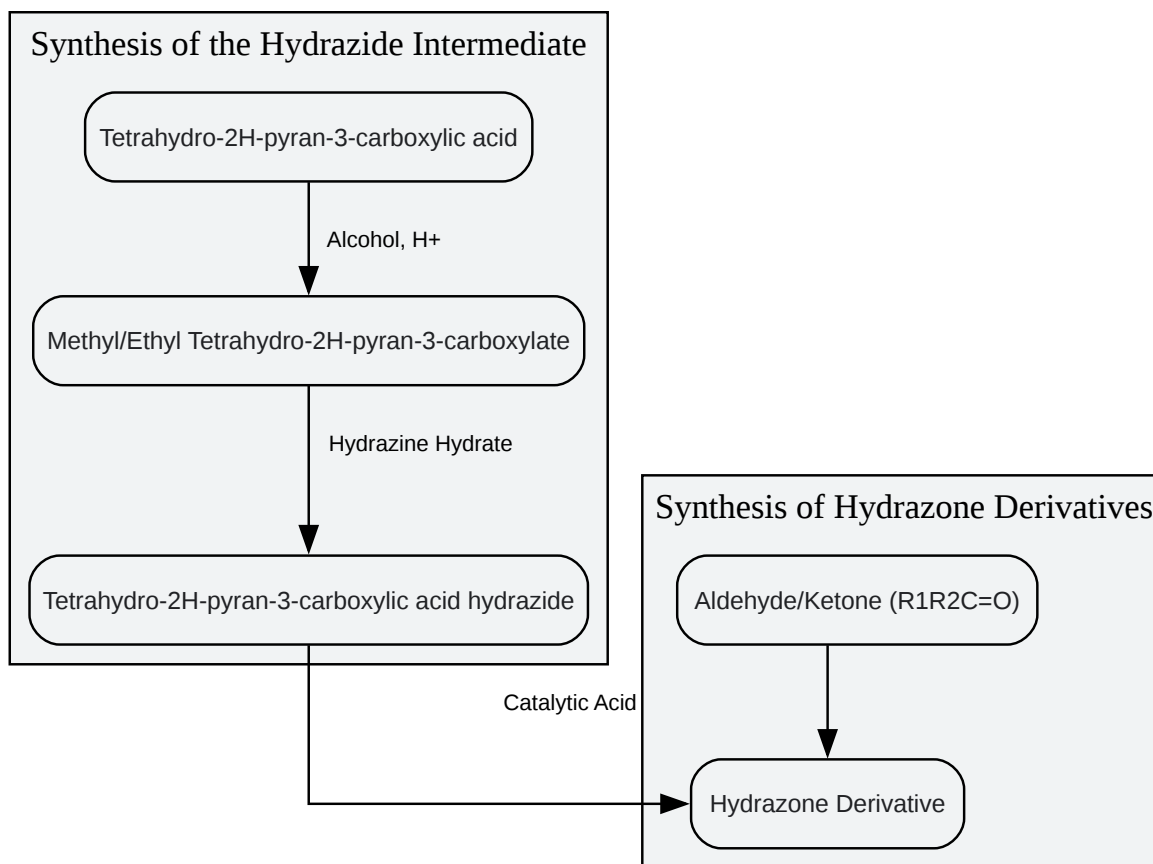 Synthesis of the Hydrazide Intermediate
Tetrahydro-2H-pyran-3-carboxylic acid
Alcohol, H+
Methyl/Ethyl Tetrahydro-2H-pyran-3-carboxylate
Hydrazine Hydrate
Tetrahydro-2H-pyran-3-carboxylic acid hydrazide
Synthesis of Hydrazone Derivatives
Aldehyde/Ketone (R1R2C=O)
Catalytic Acid
Hydrazone Derivative